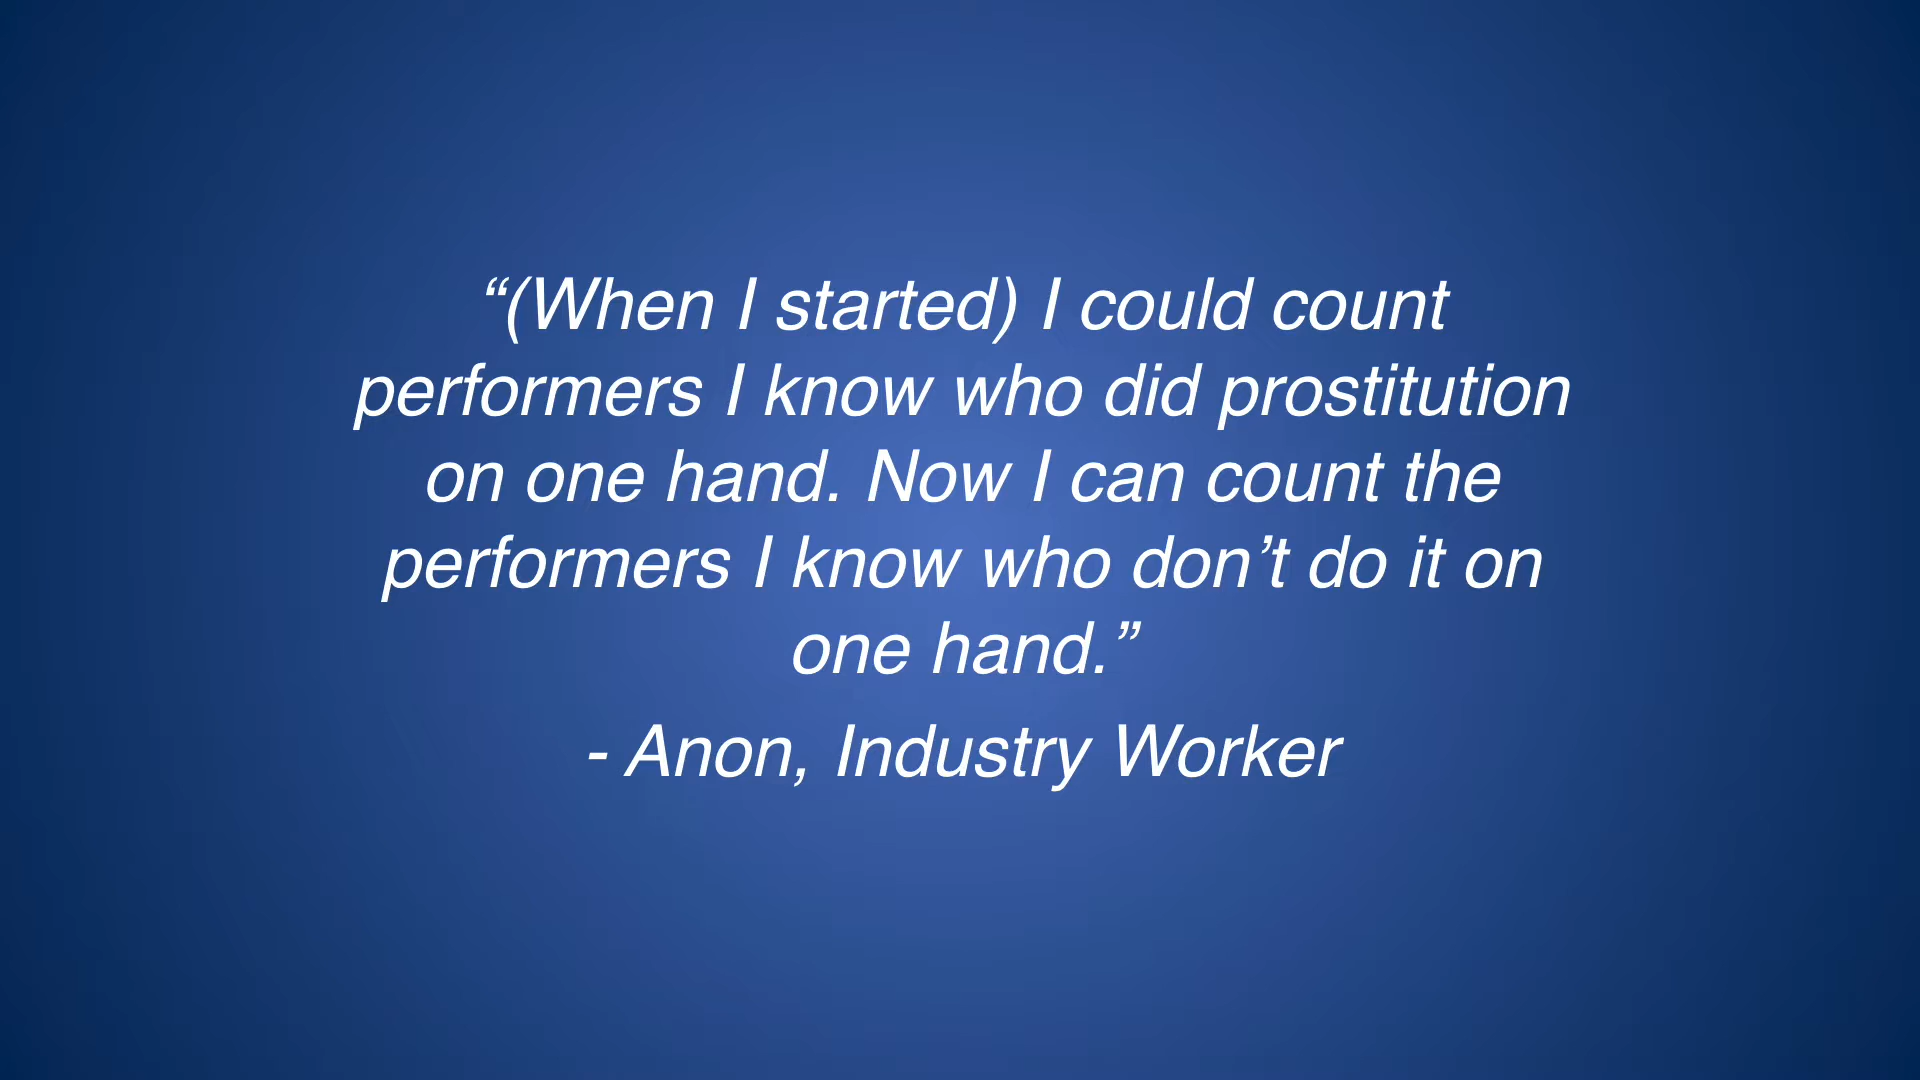 “(When I started) I could count
performers I know who did prostitution
on one hand. Now I can count the
performers I know who don’t do it on
one hand.”
- Anon, Industry Worker